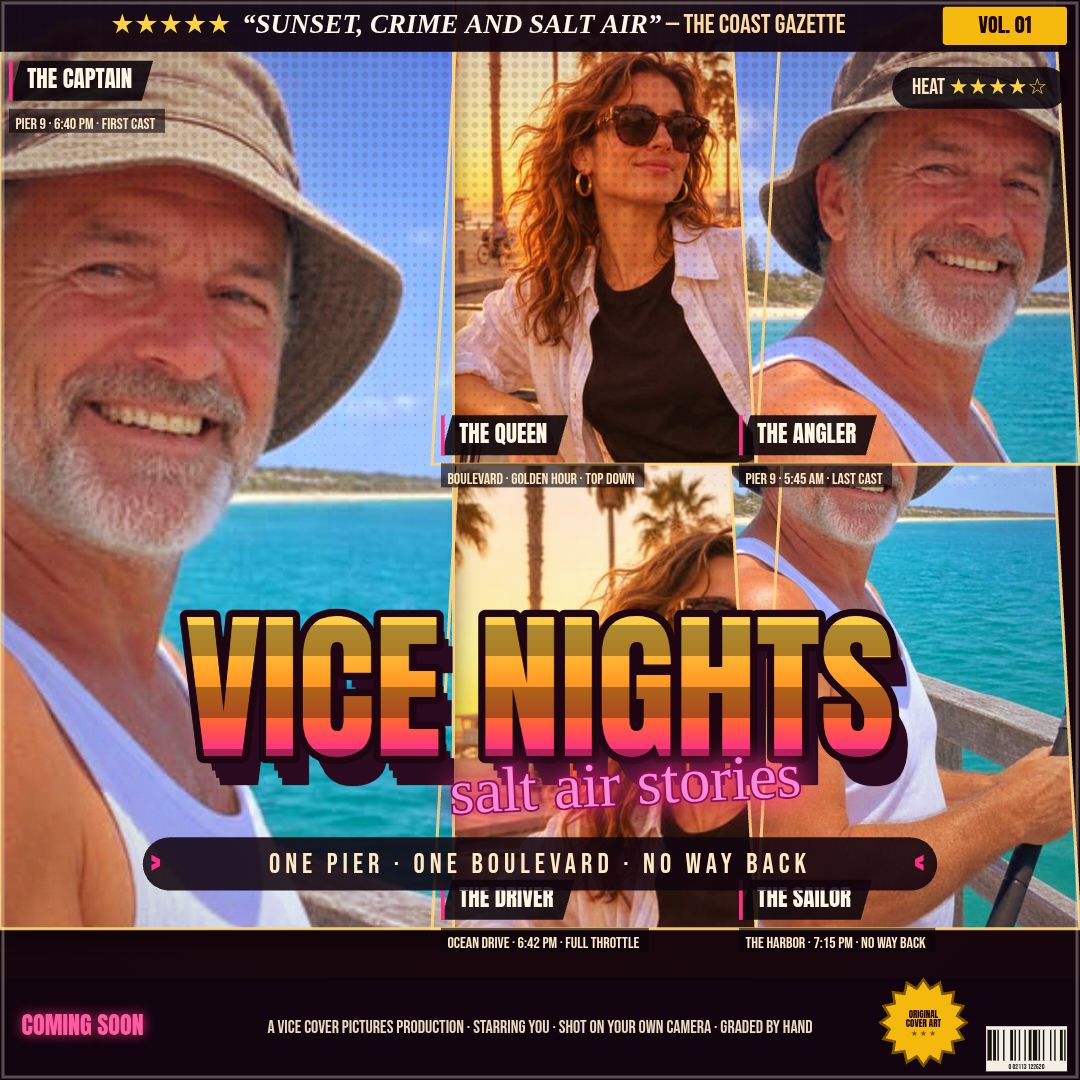 ★★★★★ “SUNSET, CRIME AND SALT AIR” – THE COAST GAZETTE
VOL. 01
THE CAPTAIN
PIER 9 · 6:40 PM · FIRST CAST
HEAT ★★★★☆
THE QUEEN
BOULEVARD · GOLDEN HOUR · TOP DOWN
THE ANGLER
PIER 9 · 5:45 AM · LAST CAST
VICE NIGHTS
salt air stories
ONE PIER · ONE BOULEVARD · NO WAY BACK
THE DRIVER
OCEAN DRIVE · 6:42 PM · FULL THROTTLE
THE SAILOR
THE HARBOR · 7:15 PM · NO WAY BACK
COMING SOON
A VICE COVER PICTURES PRODUCTION · STARRING YOU · SHOT ON YOUR OWN CAMERA · GRADED BY HAND
ORIGINAL
COVER ART
★ ★ ★
0 02113 122620